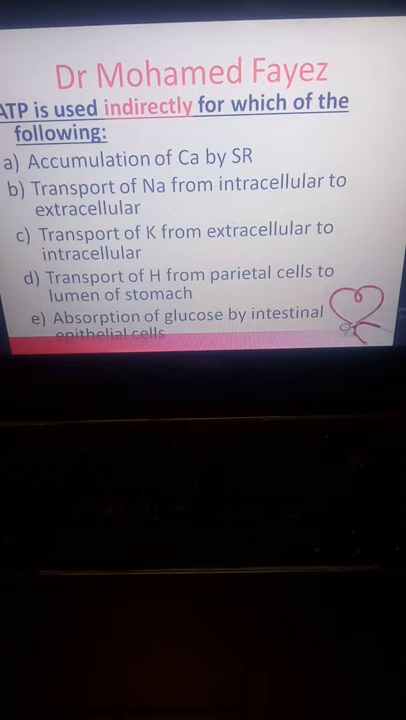 Dr Mohamed Fayez
ATP is used indirectly for which of the
following:
a) Accumulation of Ca by SR
b) Transport of Na from intracellular to
extracellular
c) Transport of K from extracellular to
intracellular
d) Transport of H from parietal cells to
lumen of stomach
e) Absorption of glucose by intestinal
epithelial cells